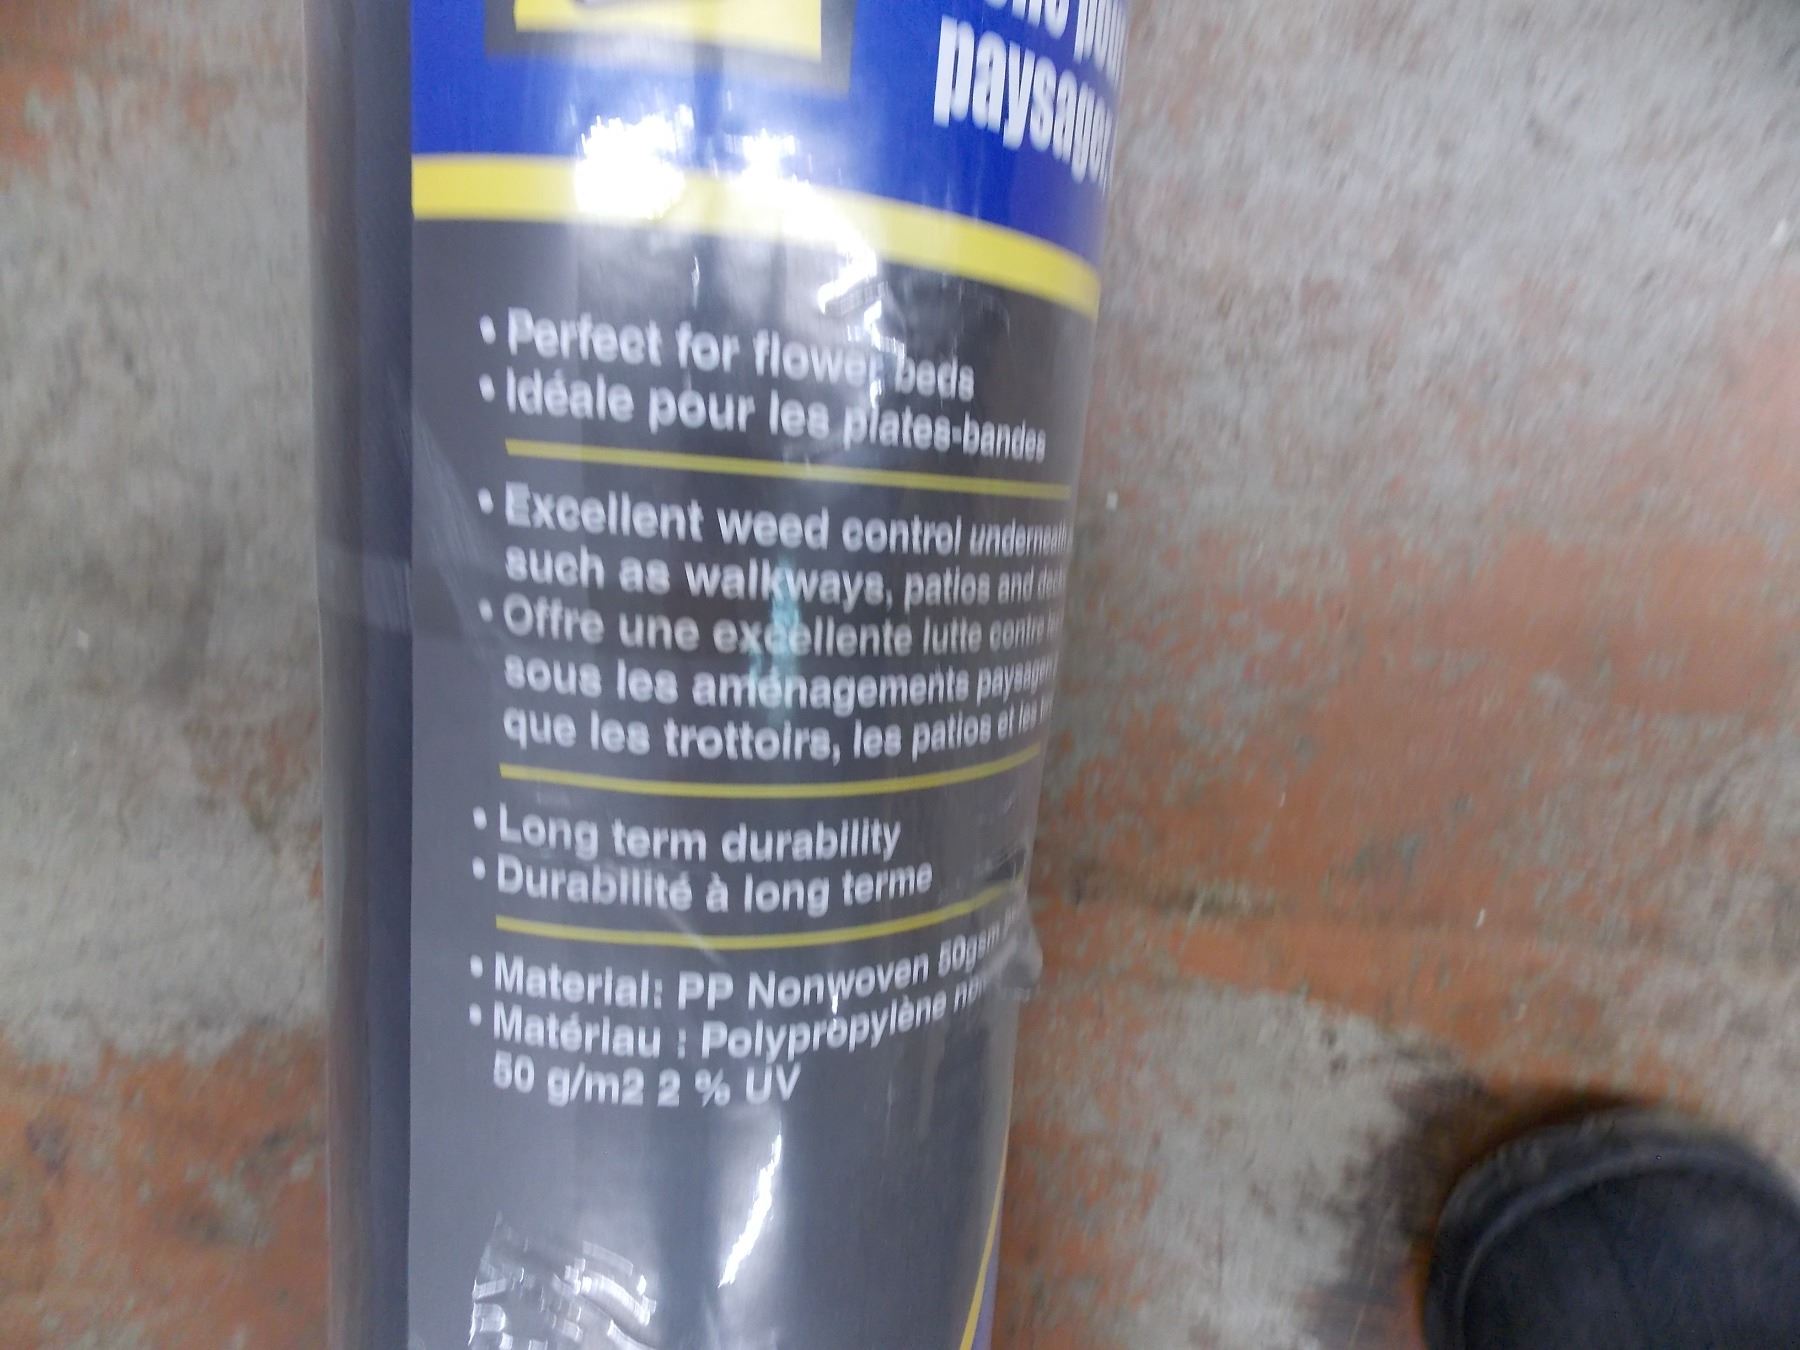 • Perfect for flower beds
• Idéale pour les plates-bandes
• Excellent weed control underneath
such as walkways, patios and
• Offre une excellente lutte contre
sous les aménagements
que les trottoirs, les patios et les
• Long term durability
• Durabilité à long terme
• Material: PP Nonwoven 50gsm
• Matériau : Polypropylène
50 g/m2 2 % UV